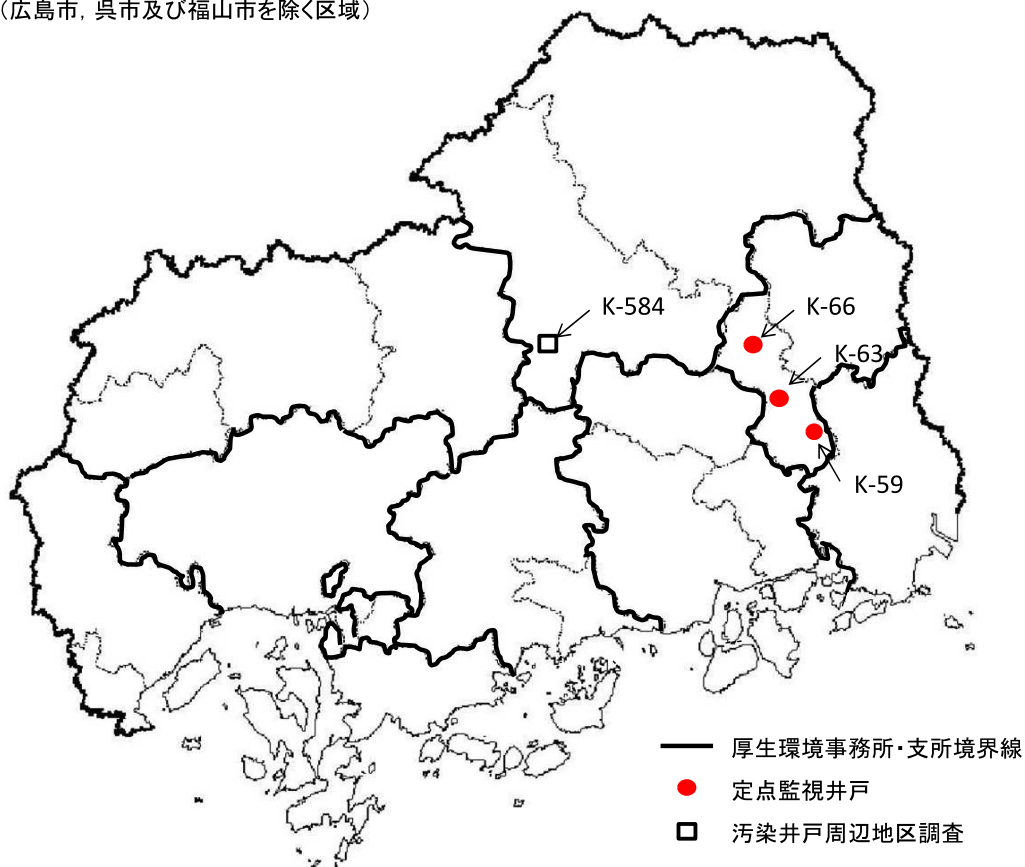 （広島市，呉市及び福山市を除く区域）
K-584
K-66
K-63
K-59
厚生環境事務所・支所境界線
定点監視井戸
汚染井戸周辺地区調査